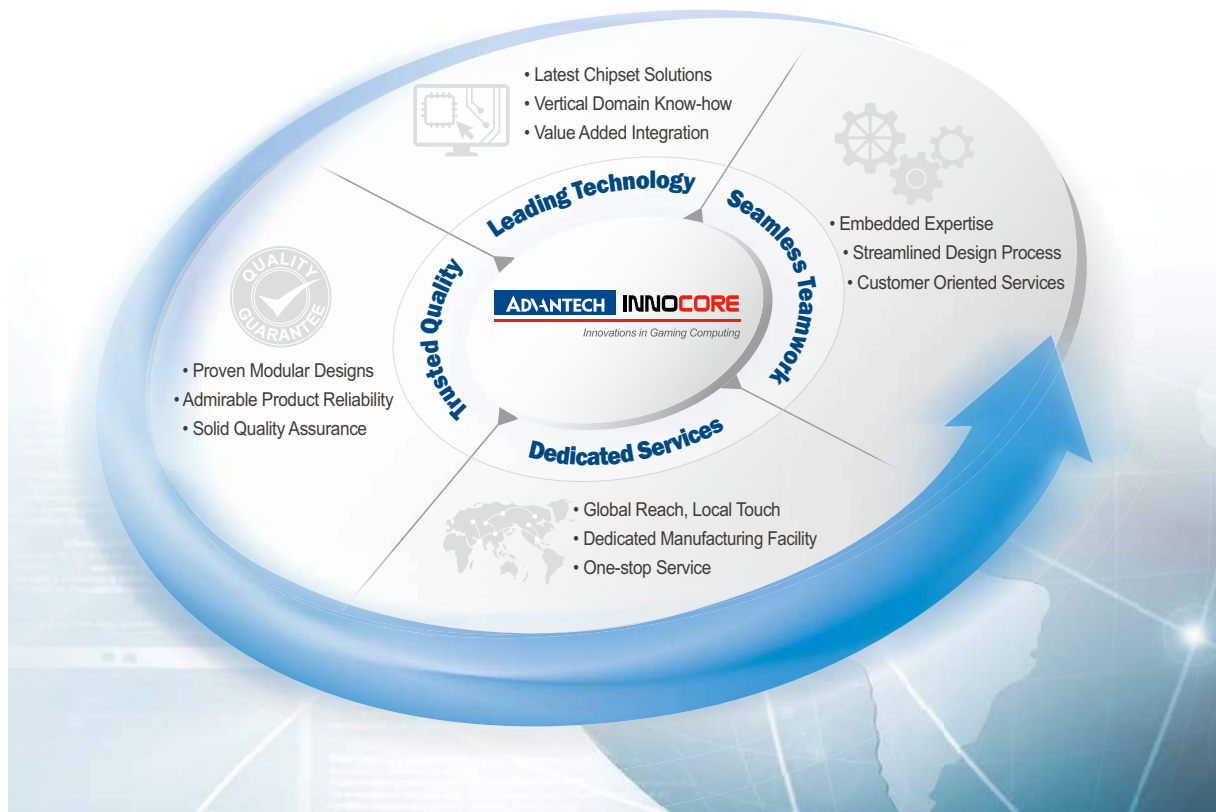 • Latest Chipset Solutions
• Vertical Domain Know-how
• Value Added Integration
Leading Technology
Seamless Teamwork
• Embedded Expertise
• Streamlined Design Process
• Customer Oriented Services
QUALITY
GUARANTEE
Trusted Quality
ADVANTECH INNOCORE
Innovations in Gaming Computing
• Proven Modular Designs
• Admirable Product Reliability
• Solid Quality Assurance
Dedicated Services
• Global Reach, Local Touch
• Dedicated Manufacturing Facility
• One-stop Service